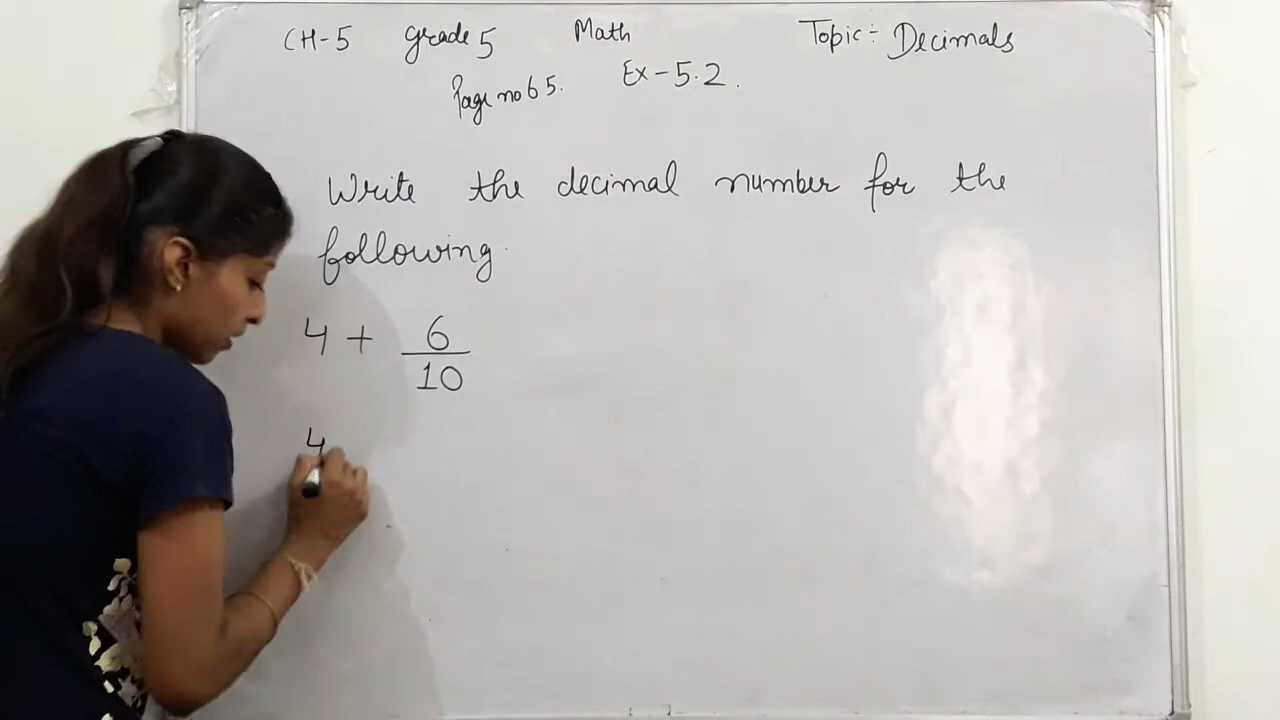 CH-5 grade 5 Math Topic:- Decimals
Page no 65. Ex-5.2.
Write the decimal number for the
following.
4 + 6/10
4